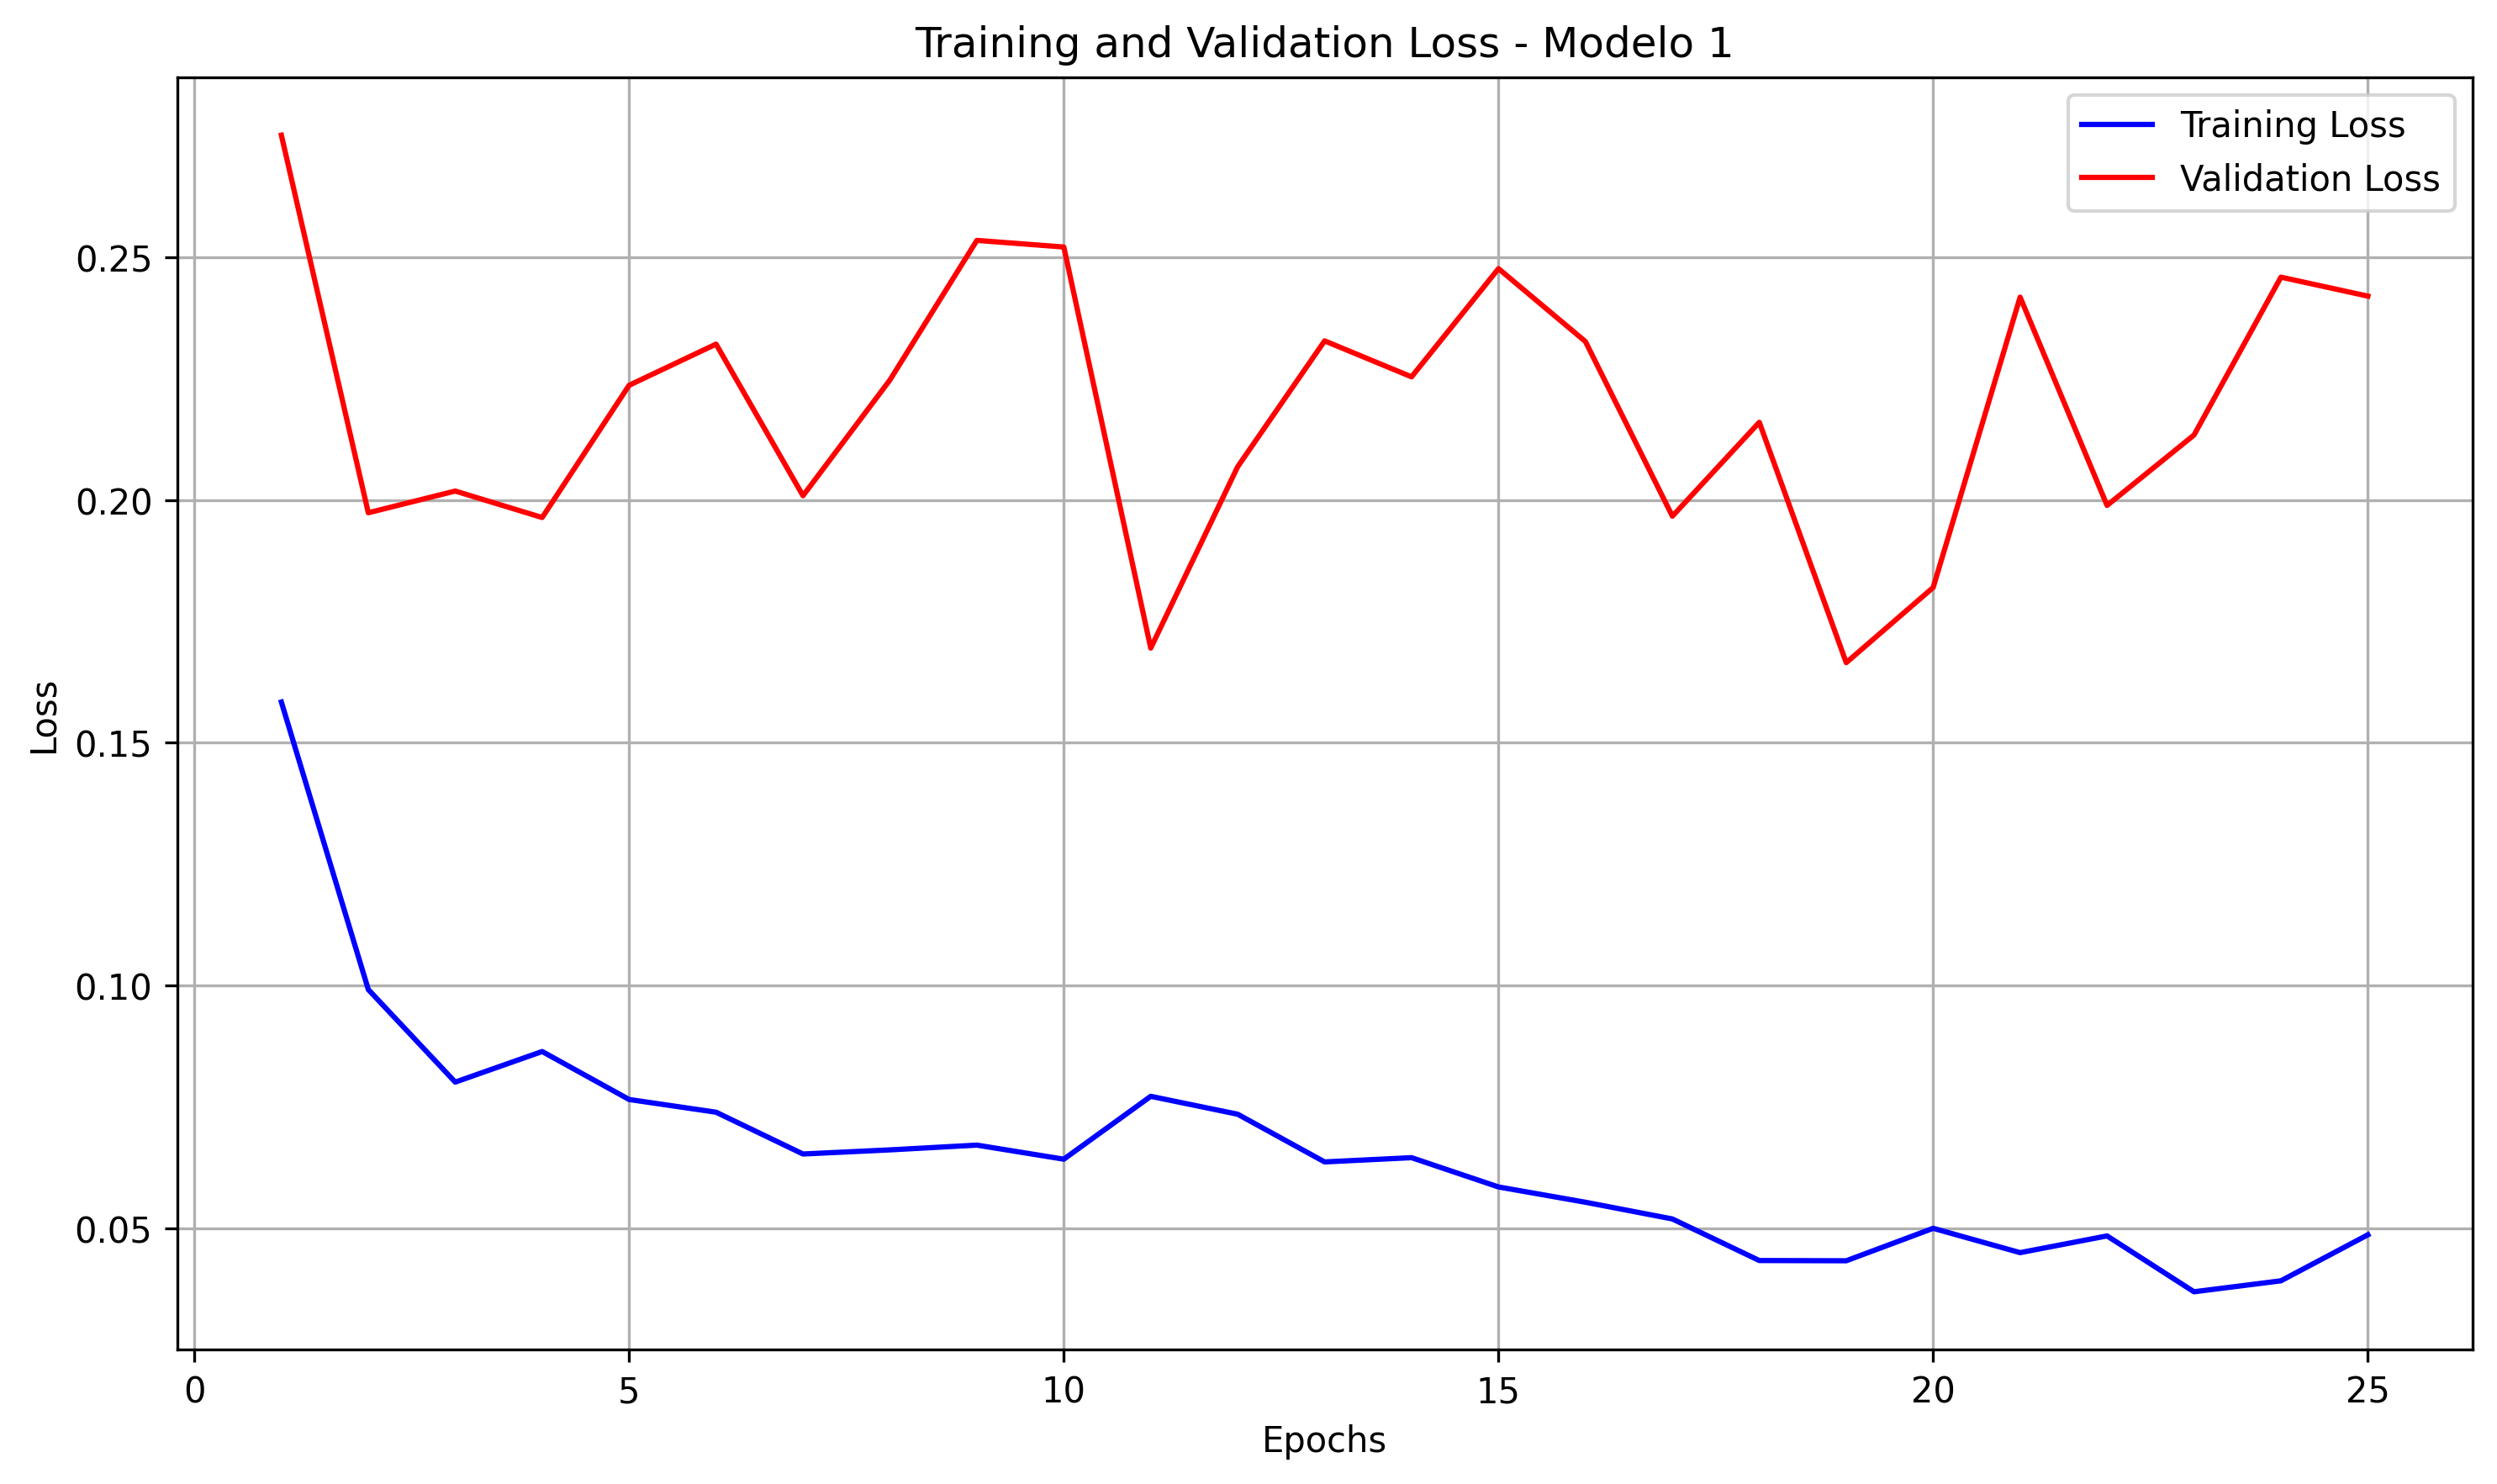 Training and Validation Loss - Modelo 1
Training Loss
Validation Loss
0.25
0.20
0.15
0.10
0.05
Loss
0 5 10 15 20 25
Epochs